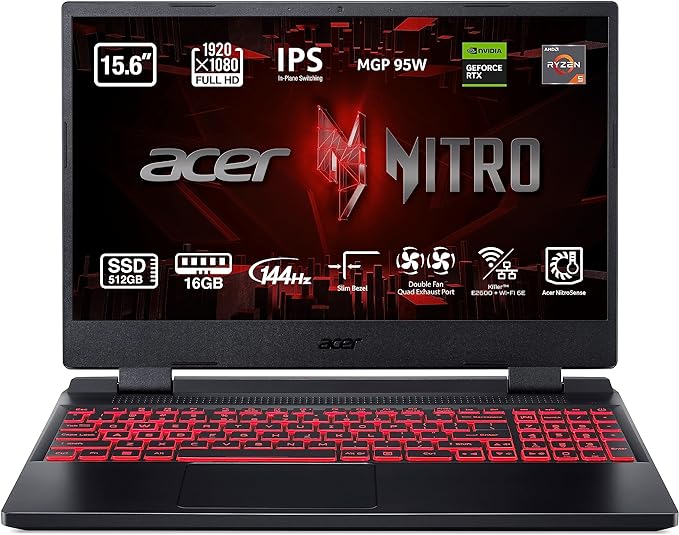 15.6"
1920
×1080
FULL HD
IPS
In-Plane Switching
MGP 95W
NVIDIA
GEFORCE
RTX
AMD
RYZEN
5
acer NITRO
SSD
512GB
16GB
144Hz
Slim Bezel
Double Fan
Quad Exhaust Port
Killer™
E2600 + Wi-Fi 6E
Acer NitroSense
acer